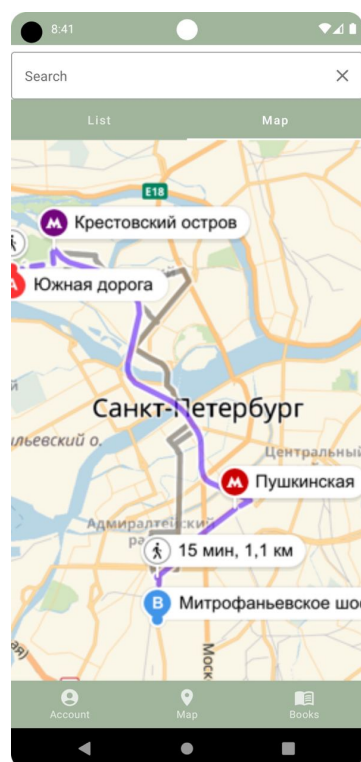 8:41
Search
List
Map
E18
Крестовский остров
Южная дорога
Санкт-Петербург
Центральный
Пушкинская
Адмиралтейский
15 мин, 1,1 км
В
Митрофаньевское шос
Account
Map
Books